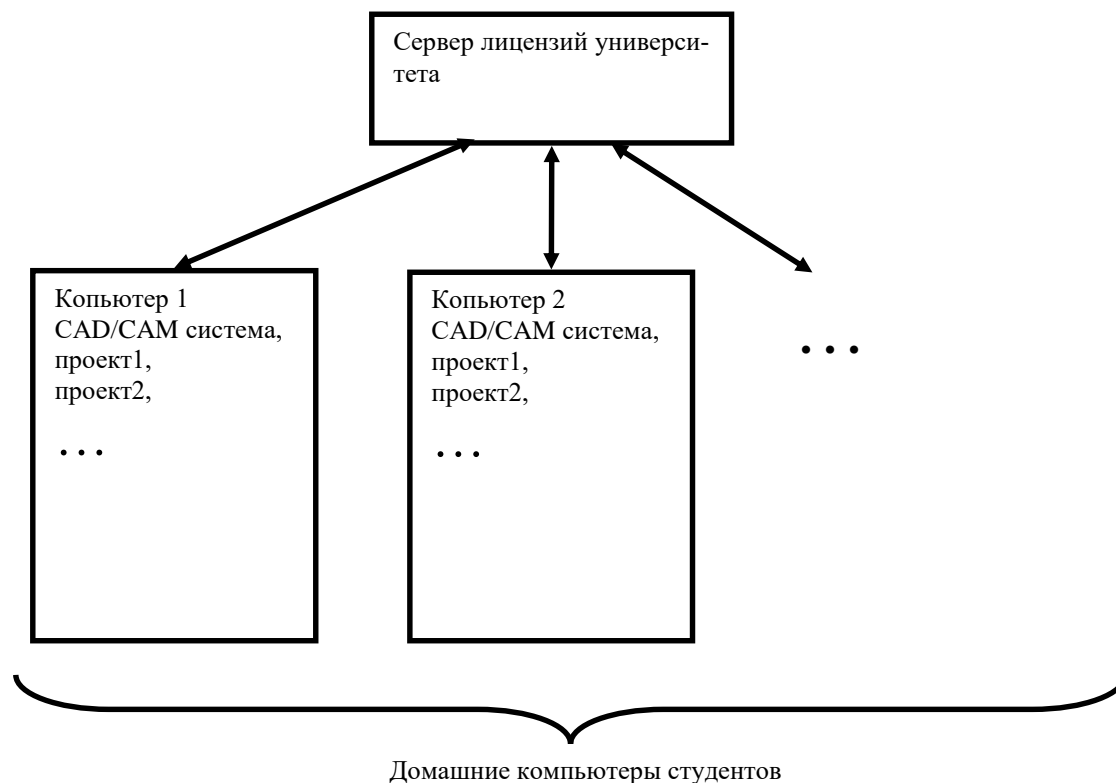 Сервер лицензий универси-
тета
Копьютер 1
CAD/CAM система,
проект1,
проект2,
...
Копьютер 2
CAD/CAM система,
проект1,
проект2,
...
...
Домашние компьютеры студентов